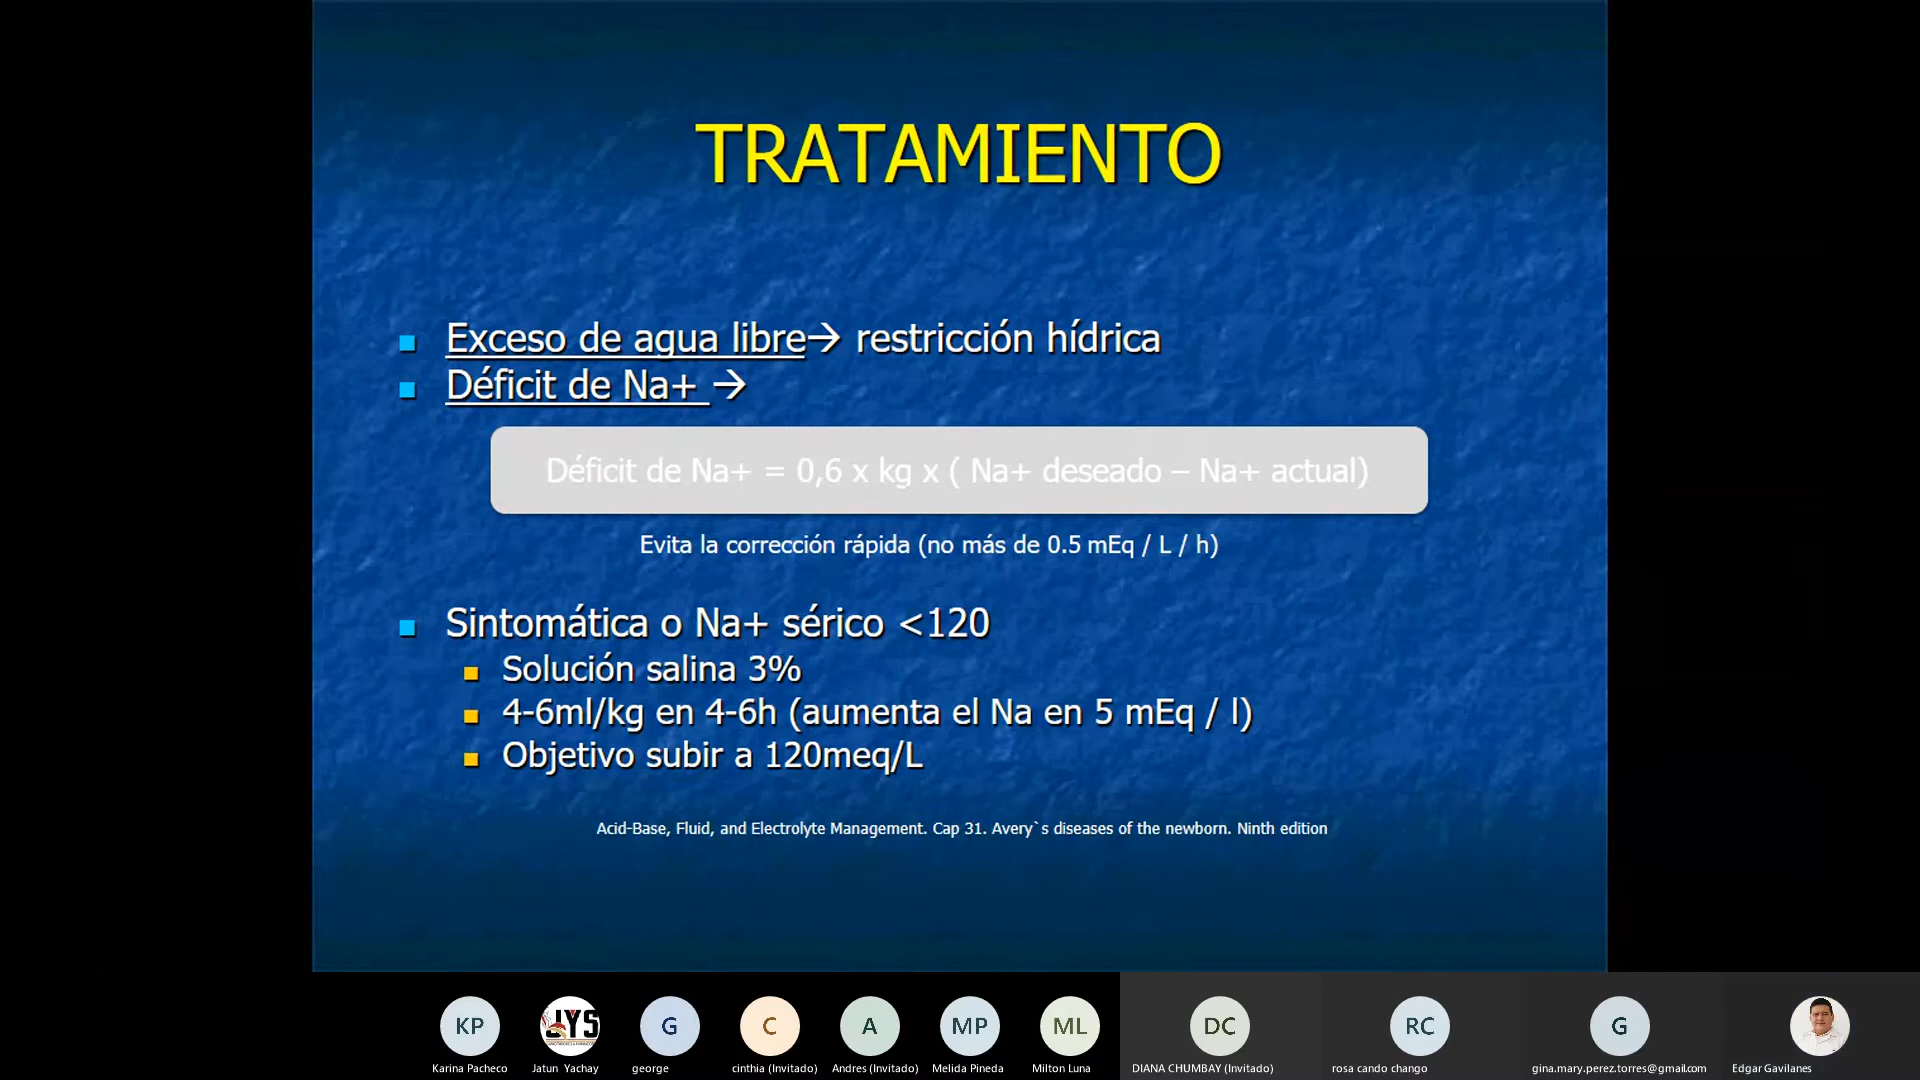 TRATAMIENTO
Exceso de agua libre→ restricción hídrica
Déficit de Na+ →
Déficit de Na+ = 0,6 x kg x ( Na+ deseado – Na+ actual)
Evita la corrección rápida (no más de 0.5 mEq / L / h)
Sintomática o Na+ sérico <120
Solución salina 3%
4-6ml/kg en 4-6h (aumenta el Na en 5 mEq / l)
Objetivo subir a 120meq/L
Acid-Base, Fluid, and Electrolyte Management. Cap 31. Avery`s diseases of the newborn. Ninth edition
KP JYS G C A MP ML DC RC G
Karina Pacheco Jatun Yachay george cinthia (Invitado) Andres (Invitado) Melida Pineda Milton Luna DIANA CHUMBAY (Invitado) rosa cando chango gina.mary.perez.torres@gmail.com Edgar Gavilanes